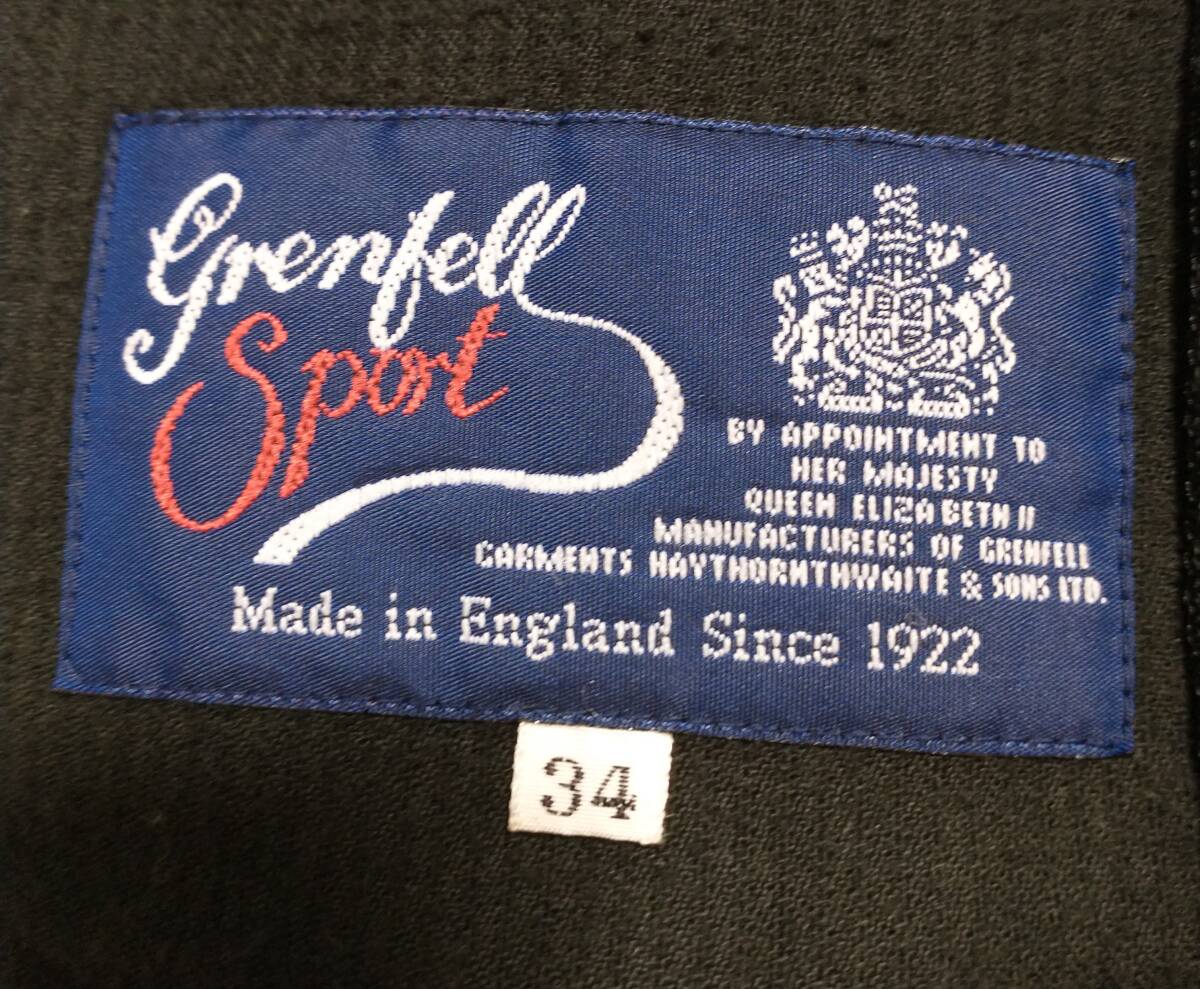 Grenfell
Sport
BY APPOINTMENT TO
HER MAJESTY
QUEEN ELIZABETH II
MANUFACTURERS OF GRENFELL
GARMENTS HAYTHORNTHWAITE & SONS LTD.
Made in England Since 1922
34